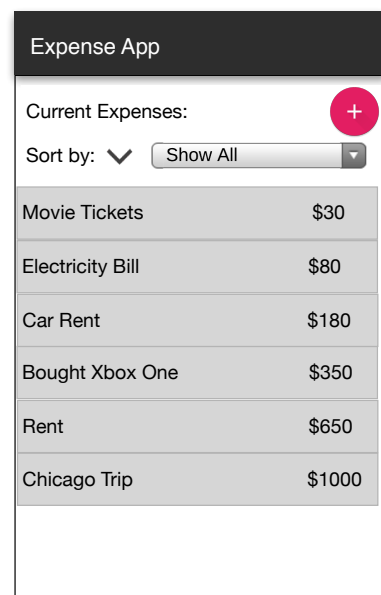 Expense App
Current Expenses: +
Sort by: Show All
Movie Tickets $30
Electricity Bill $80
Car Rent $180
Bought Xbox One $350
Rent $650
Chicago Trip $1000